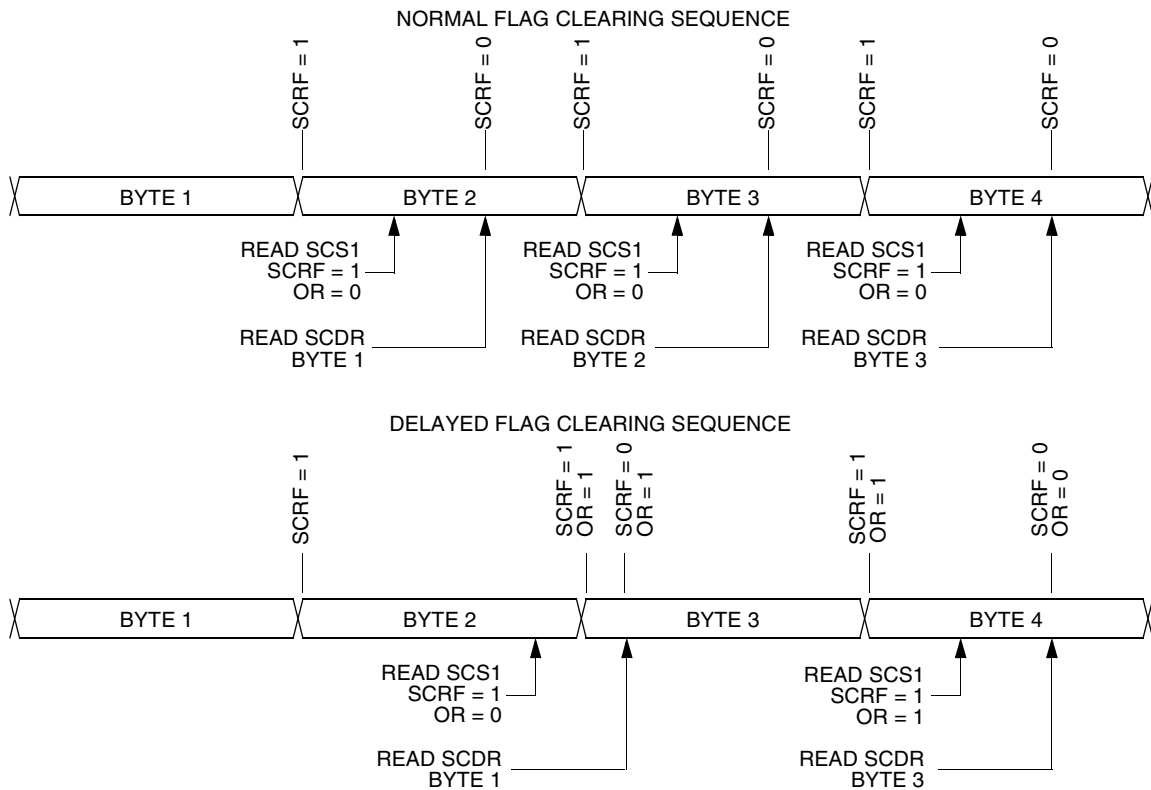 NORMAL FLAG CLEARING SEQUENCE
SCRF = 1
SCRF = 0
SCRF = 1
SCRF = 0
SCRF = 1
SCRF = 0
BYTE 1
BYTE 2
BYTE 3
BYTE 4
READ SCS1
SCRF = 1
OR = 0
READ SCS1
SCRF = 1
OR = 0
READ SCS1
SCRF = 1
OR = 0
READ SCDR
BYTE 1
READ SCDR
BYTE 2
READ SCDR
BYTE 3
DELAYED FLAG CLEARING SEQUENCE
SCRF = 1
SCRF = 1
OR = 1
SCRF = 0
OR = 1
SCRF = 1
OR = 1
SCRF = 0
OR = 0
BYTE 1
BYTE 2
BYTE 3
BYTE 4
READ SCS1
SCRF = 1
OR = 0
READ SCS1
SCRF = 1
OR = 1
READ SCDR
BYTE 1
READ SCDR
BYTE 3